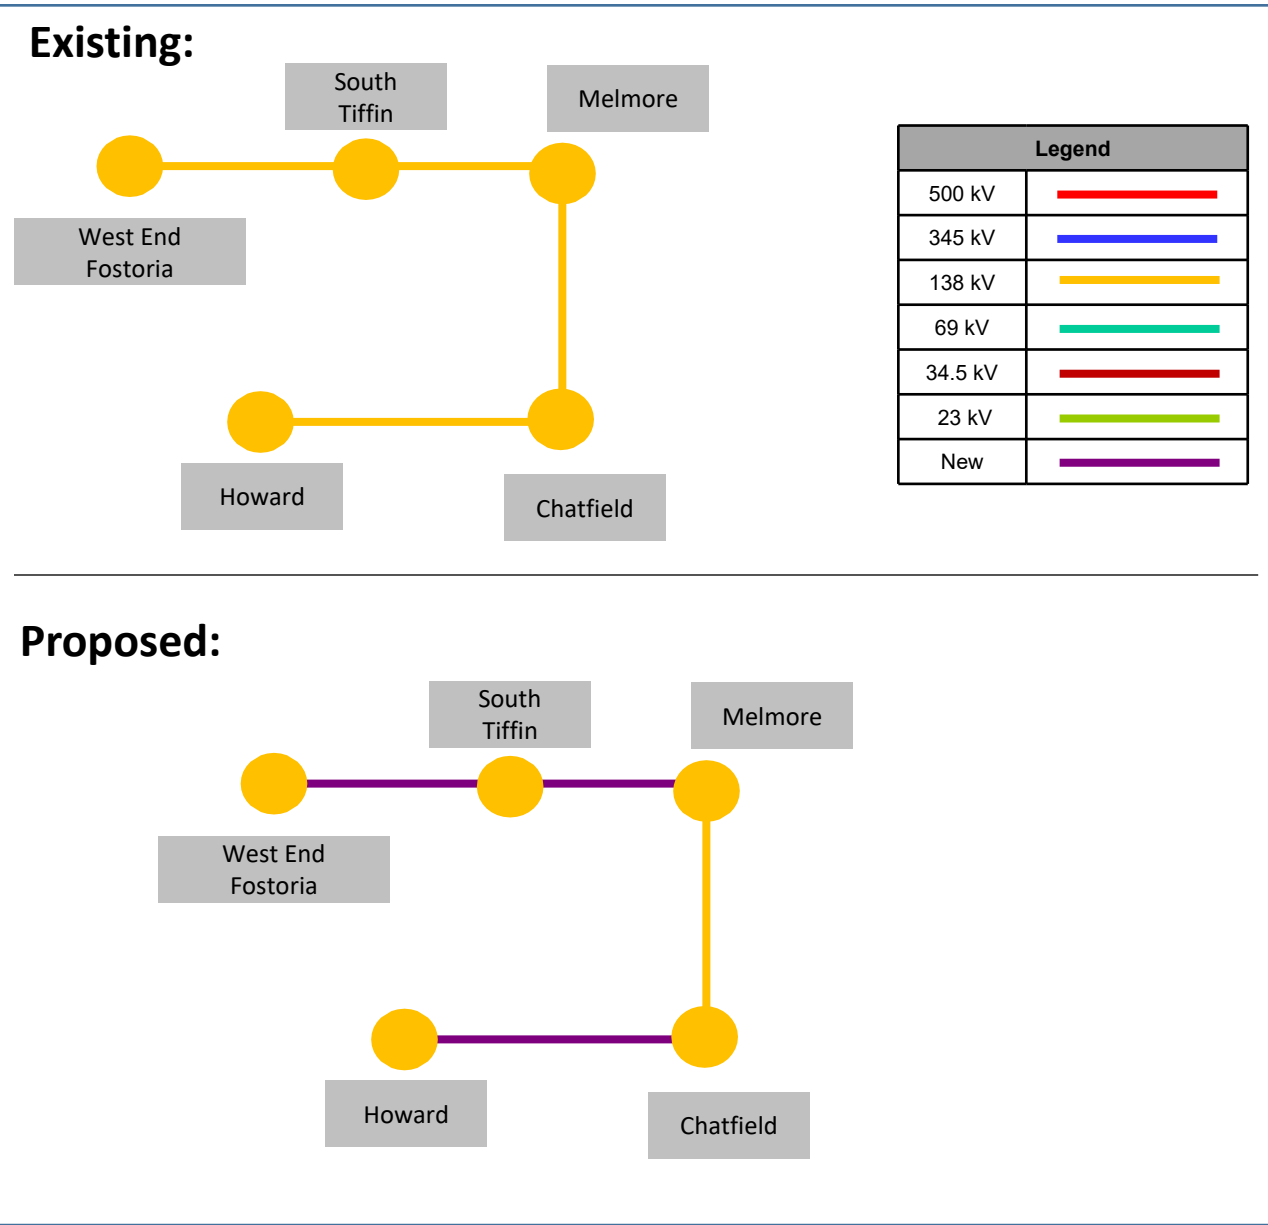 Existing:
South
Tiffin
Melmore
West End
Fostoria
Howard
Chatfield
Legend
500 kV
345 kV
138 kV
69 kV
34.5 kV
23 kV
New
Proposed:
South
Tiffin
Melmore
West End
Fostoria
Howard
Chatfield